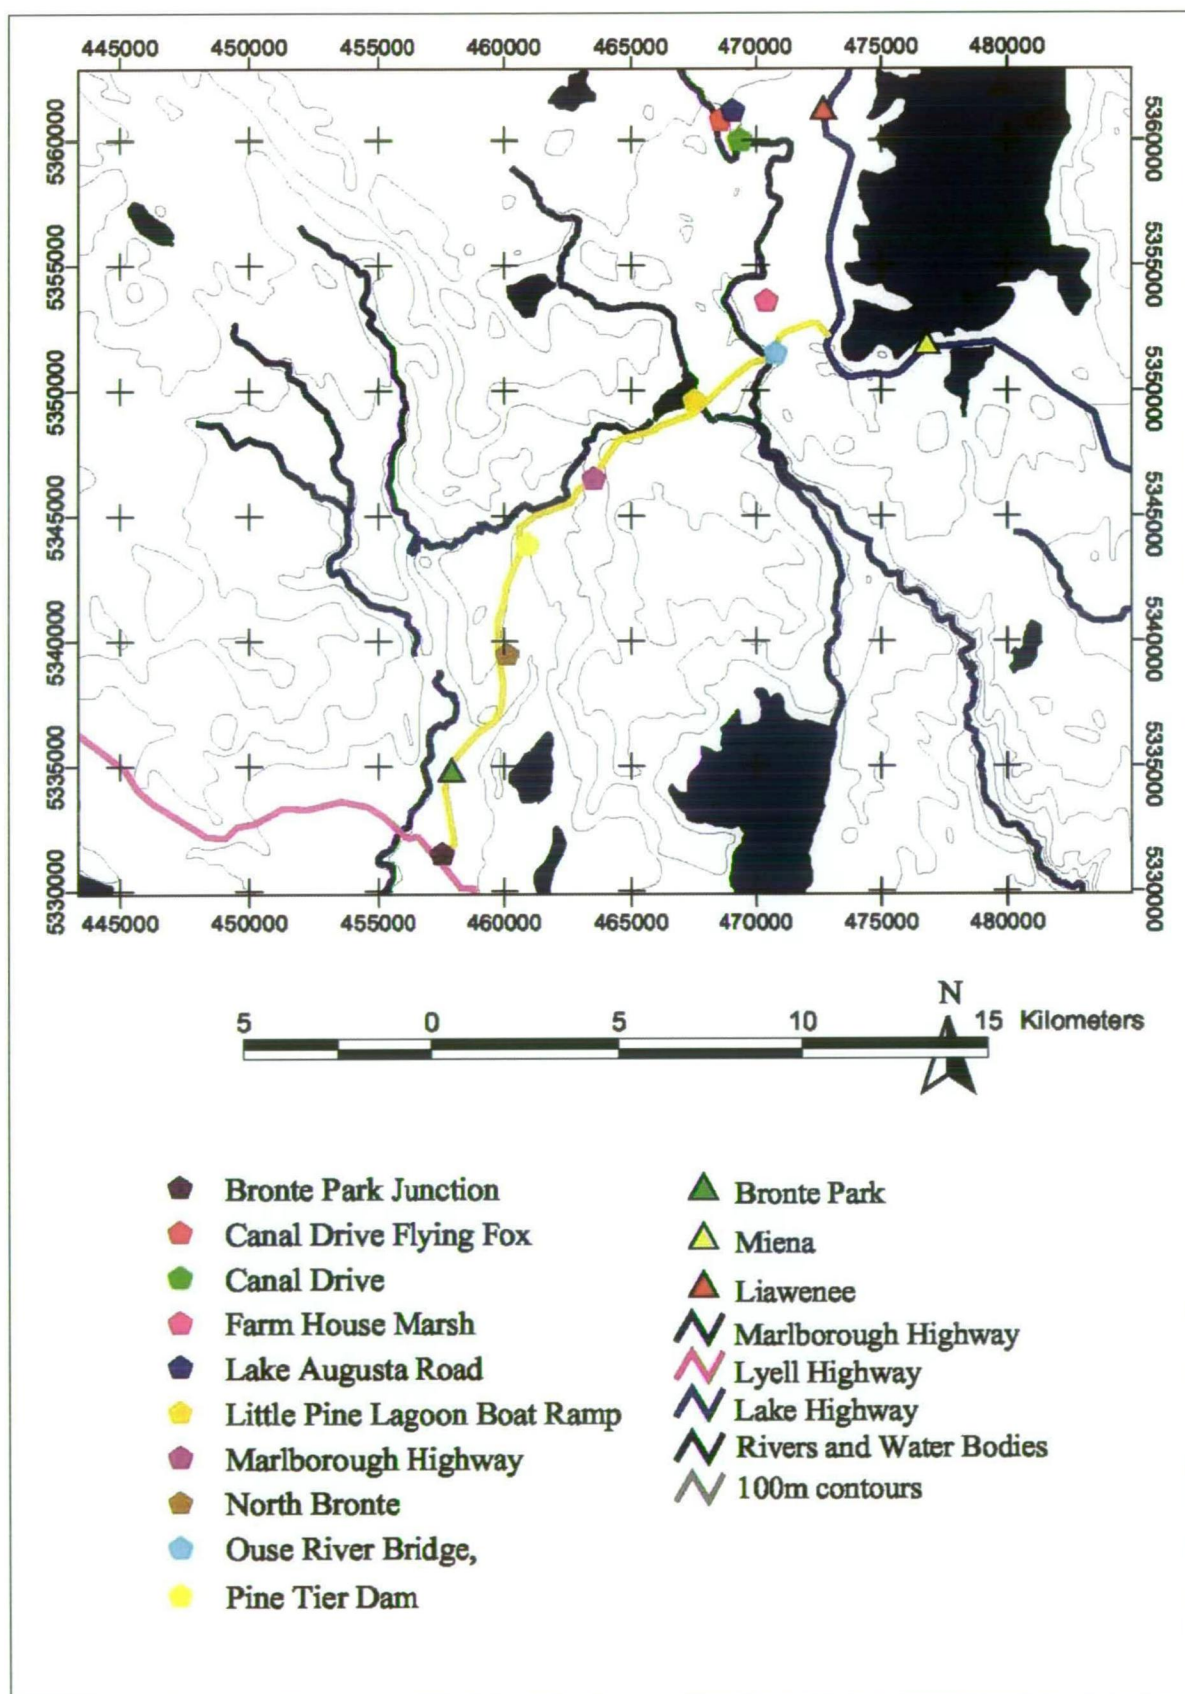 445000 450000 455000 460000 465000 470000 475000 480000
5360000 5360000
5355000 5355000
5350000 5350000
5345000 5345000
5340000 5340000
5335000 5335000
5330000 5330000
445000 450000 455000 460000 465000 470000 475000 480000
N
5 0 5 10 15 Kilometers
Bronte Park Junction
Canal Drive Flying Fox
Canal Drive
Farm House Marsh
Lake Augusta Road
Little Pine Lagoon Boat Ramp
Marlborough Highway
North Bronte
Ouse River Bridge,
Pine Tier Dam
Bronte Park
Miena
Liawenee
Marlborough Highway
Lyell Highway
Lake Highway
Rivers and Water Bodies
100m contours